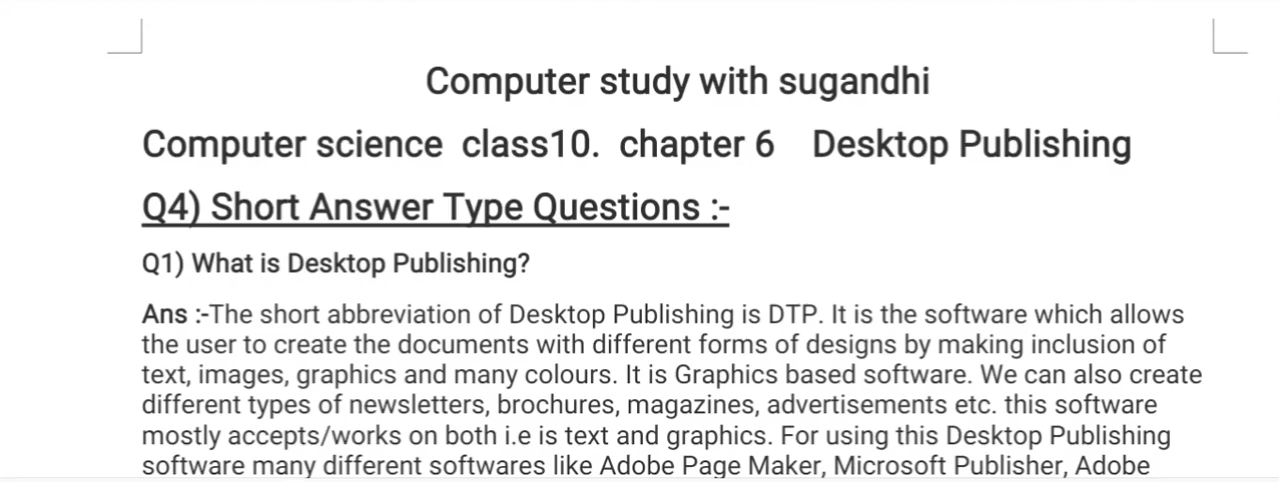 Computer study with sugandhi
Computer science class10. chapter 6 Desktop Publishing
Q4) Short Answer Type Questions :-
Q1) What is Desktop Publishing?
Ans :-The short abbreviation of Desktop Publishing is DTP. It is the software which allows
the user to create the documents with different forms of designs by making inclusion of
text, images, graphics and many colours. It is Graphics based software. We can also create
different types of newsletters, brochures, magazines, advertisements etc. this software
mostly accepts/works on both i.e is text and graphics. For using this Desktop Publishing
software many different softwares like Adobe Page Maker, Microsoft Publisher, Adobe